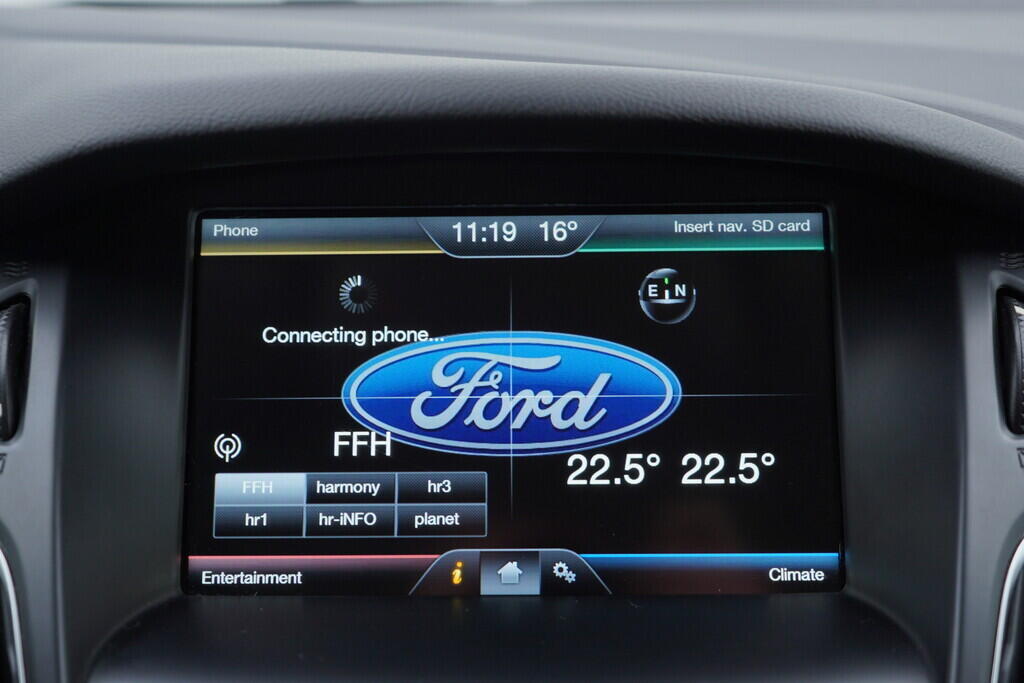 Phone
11:19 16°
Insert nav. SD card
Connecting phone...
E N
Ford
FFH
22.5° 22.5°
FFH harmony hr3
hr1 hr-iNFO planet
Entertainment
i
Climate